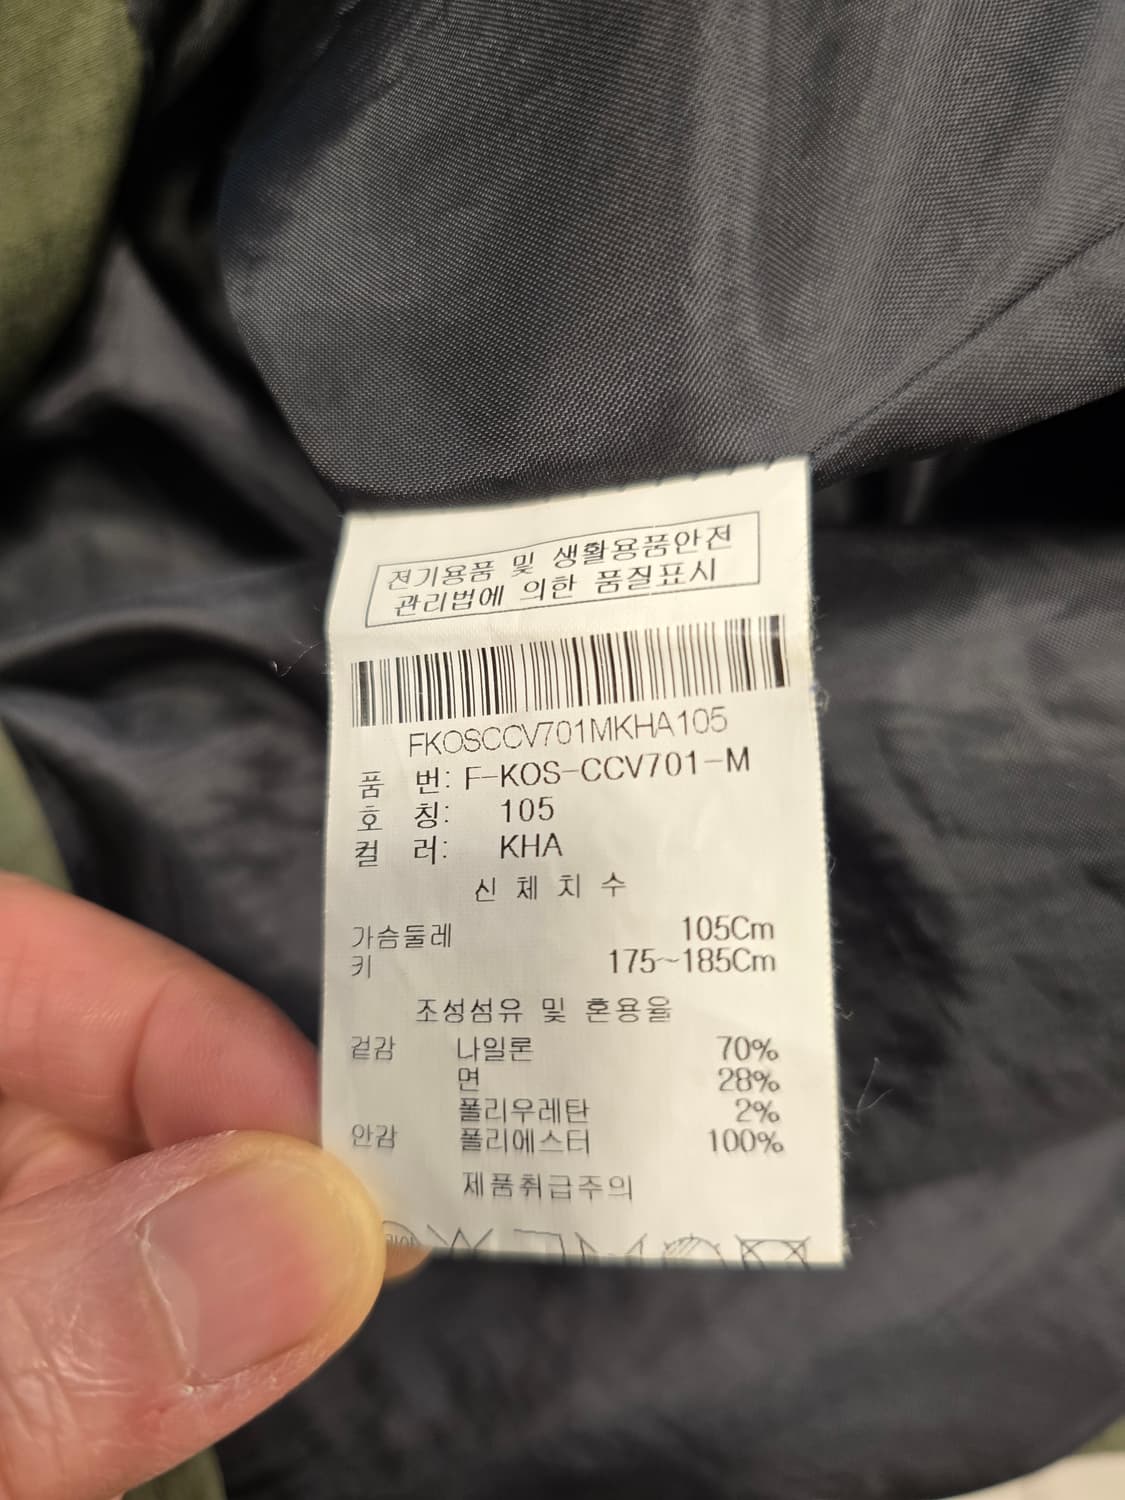 전기용품 및 생활용품안전
관리법에 의한 품질표시
FKOSCCV701MKHA105
품 번: F-KOS-CCV701-M
호 칭: 105
컬 러: KHA
신 체 치 수
가슴둘레 105Cm
키 175~185Cm
조성섬유 및 혼용율
겉감 나일론 70%
면 28%
폴리우레탄 2%
안감 폴리에스터 100%
제품취급주의